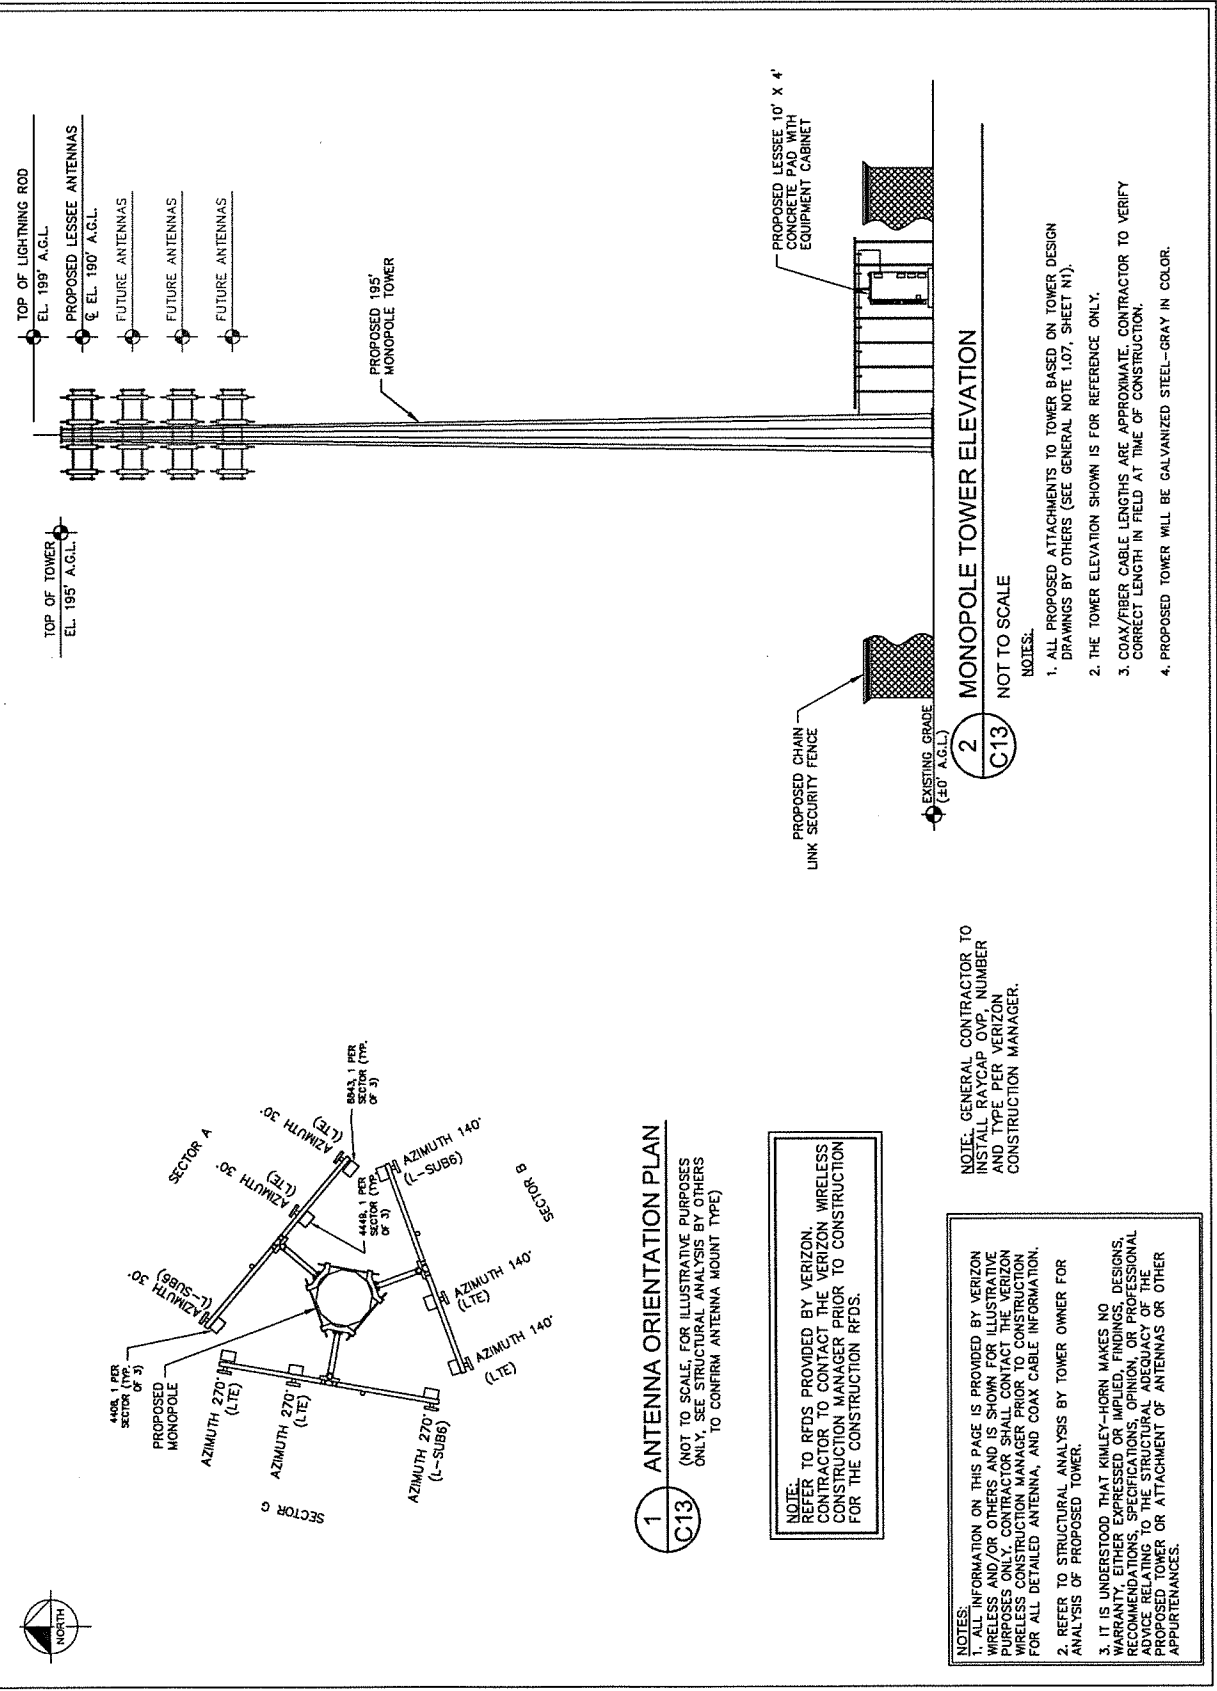 NORTH
SECTOR A
AZIMUTH 30°
(L-SUB6)
AZIMUTH 30°
(LTE)
AZIMUTH 30°
(LTE)
4408, 1 PER
SECTOR (TYP.
OF 3)
PROPOSED
MONOPOLE
4449, 1 PER
SECTOR (TYP.
OF 3)
8843, 1 PER
SECTOR (TYP.
OF 3)
AZIMUTH 270°
(LTE)
AZIMUTH 270°
(LTE)
AZIMUTH 270°
(L-SUB6)
SECTOR G
AZIMUTH 140°
(L-SUB6)
AZIMUTH 140°
(LTE)
AZIMUTH 140°
(LTE)
SECTOR B
1
C13
ANTENNA ORIENTATION PLAN
(NOT TO SCALE, FOR ILLUSTRATIVE PURPOSES
ONLY, SEE STRUCTURAL ANALYSIS BY OTHERS
TO CONFIRM ANTENNA MOUNT TYPE)
NOTE:
REFER TO RFDS PROVIDED BY VERIZON.
CONTRACTOR TO CONTACT THE VERIZON WIRELESS
CONSTRUCTION MANAGER PRIOR TO CONSTRUCTION
FOR THE CONSTRUCTION RFDS.
NOTES:
1. ALL INFORMATION ON THIS PAGE IS PROVIDED BY VERIZON
WIRELESS AND/OR OTHERS AND IS SHOWN FOR ILLUSTRATIVE
PURPOSES ONLY. CONTRACTOR SHALL CONTACT THE VERIZON
WIRELESS CONSTRUCTION MANAGER PRIOR TO CONSTRUCTION
FOR ALL DETAILED ANTENNA, AND COAX CABLE INFORMATION.
2. REFER TO STRUCTURAL ANALYSIS BY TOWER OWNER FOR
ANALYSIS OF PROPOSED TOWER.
3. IT IS UNDERSTOOD THAT KIMLEY-HORN MAKES NO
WARRANTY, EITHER EXPRESSED OR IMPLIED, FINDINGS, DESIGNS,
RECOMMENDATIONS, SPECIFICATIONS, OPINION, OR PROFESSIONAL
ADVICE RELATING TO THE STRUCTURAL ADEQUACY OF THE
PROPOSED TOWER OR ATTACHMENT OF ANTENNAS OR OTHER
APPURTENANCES.
NOTE: GENERAL CONTRACTOR TO
INSTALL RAYCAP OVP, NUMBER
AND TYPE PER VERIZON
CONSTRUCTION MANAGER.
TOP OF TOWER
EL. 195' A.G.L.
TOP OF LIGHTNING ROD
EL. 199' A.G.L.
PROPOSED LESSEE ANTENNAS
℄ EL. 190' A.G.L.
FUTURE ANTENNAS
FUTURE ANTENNAS
FUTURE ANTENNAS
PROPOSED 195'
MONOPOLE TOWER
PROPOSED LESSEE 10' X 4'
CONCRETE PAD WITH
EQUIPMENT CABINET
PROPOSED CHAIN
LINK SECURITY FENCE
EXISTING GRADE
(±0' A.G.L.)
2
C13
MONOPOLE TOWER ELEVATION
NOT TO SCALE
NOTES:
1. ALL PROPOSED ATTACHMENTS TO TOWER BASED ON TOWER DESIGN
DRAWINGS BY OTHERS (SEE GENERAL NOTE 1.07, SHEET N1).
2. THE TOWER ELEVATION SHOWN IS FOR REFERENCE ONLY.
3. COAX/FIBER CABLE LENGTHS ARE APPROXIMATE. CONTRACTOR TO VERIFY
CORRECT LENGTH IN FIELD AT TIME OF CONSTRUCTION.
4. PROPOSED TOWER WILL BE GALVANIZED STEEL-GRAY IN COLOR.